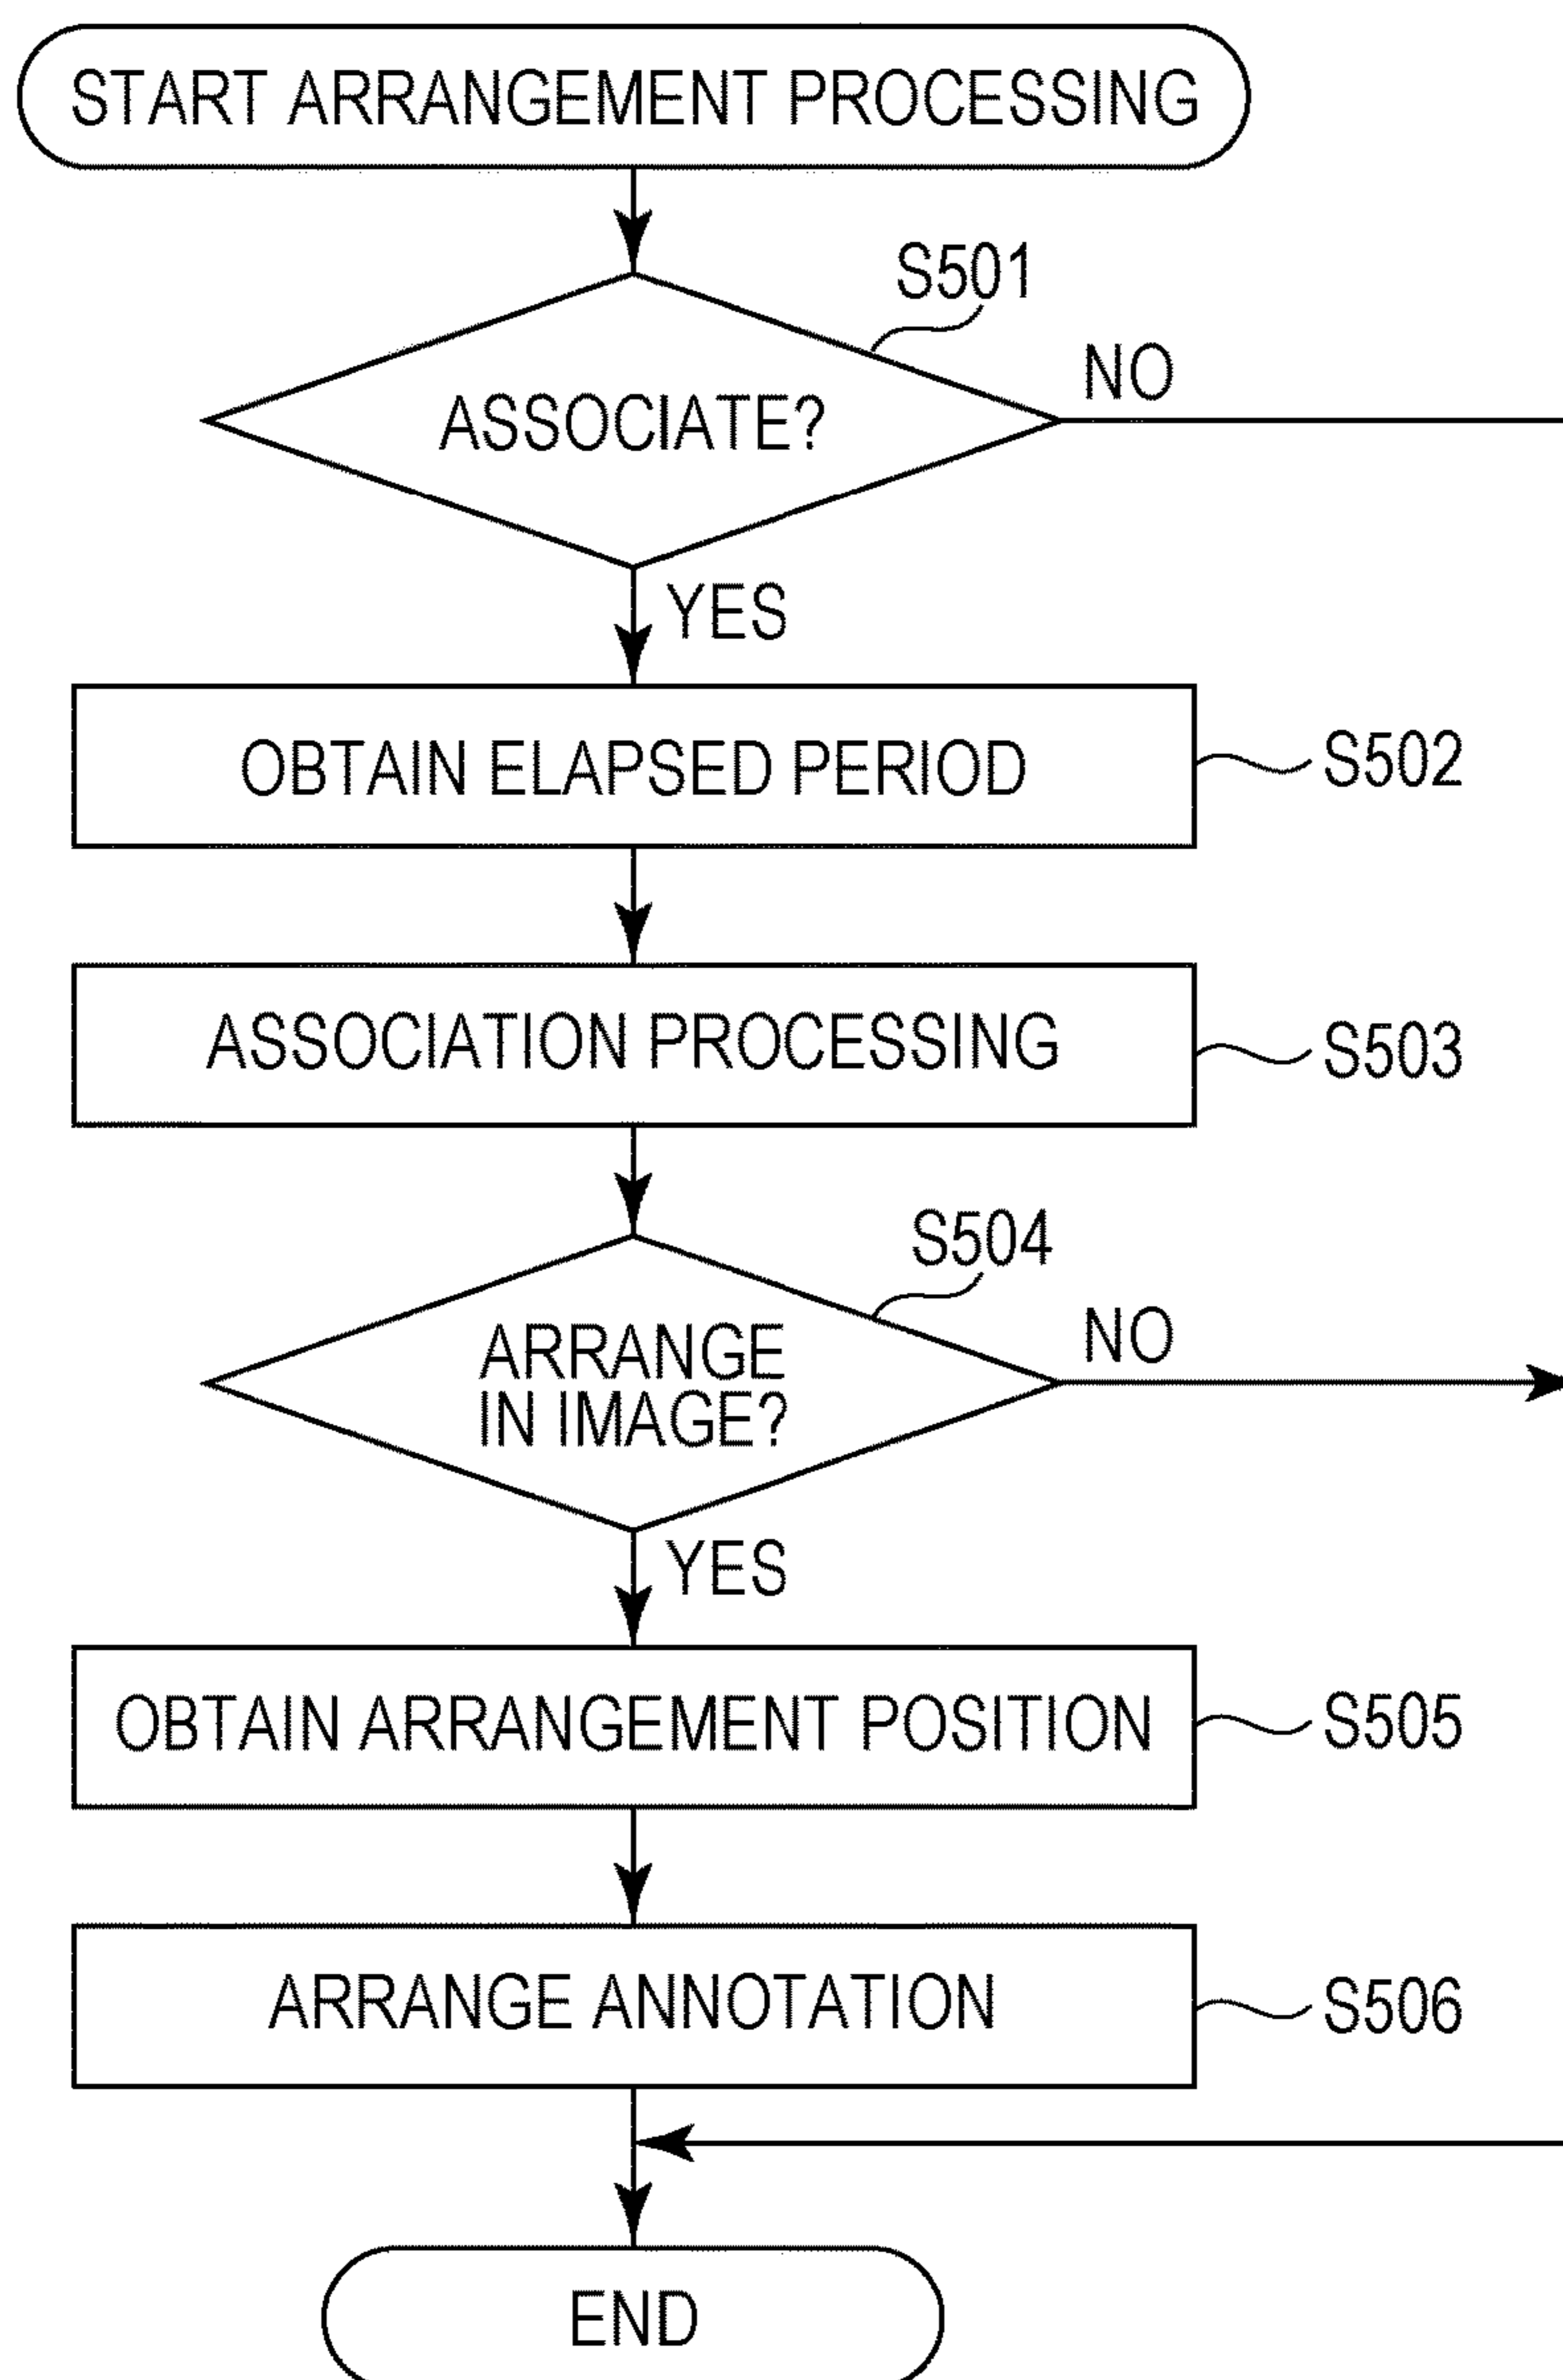 START ARRANGEMENT PROCESSING
S501
ASSOCIATE?
NO
YES
OBTAIN ELAPSED PERIOD
S502
ASSOCIATION PROCESSING
S503
S504
ARRANGE
IN IMAGE?
NO
YES
OBTAIN ARRANGEMENT POSITION
S505
ARRANGE ANNOTATION
S506
END